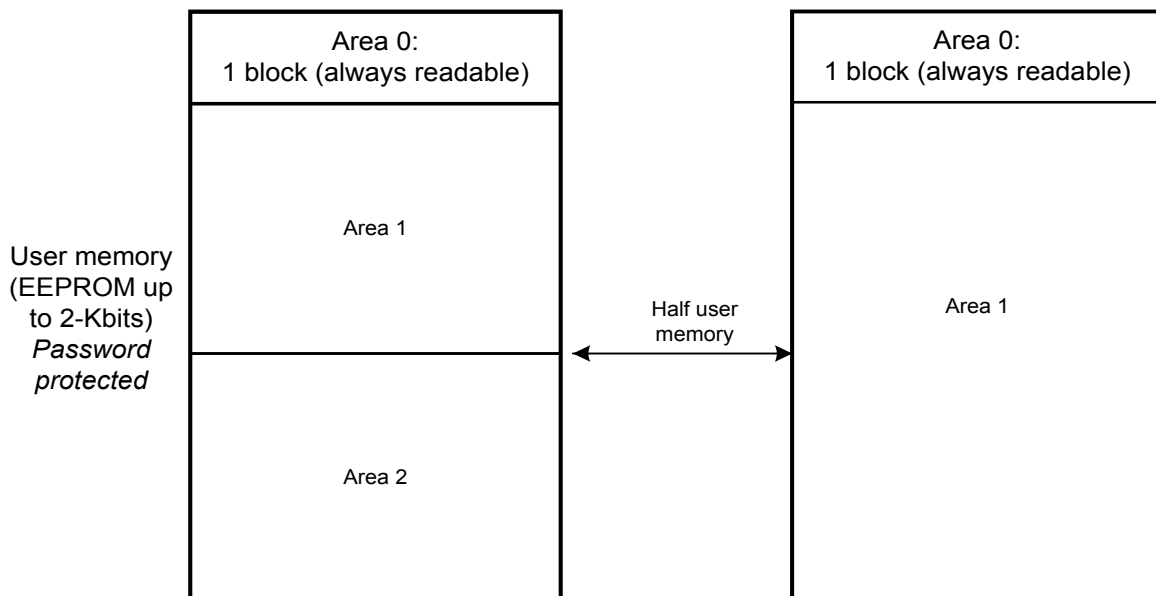 Area 0:
1 block (always readable)
Area 1
Area 2
User memory
(EEPROM up
to 2-Kbits)
Password
protected
Half user
memory
Area 0:
1 block (always readable)
Area 1